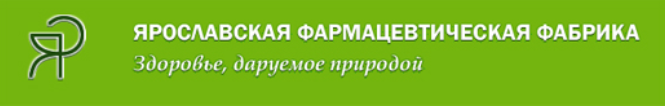 ЯРОСЛАВСКАЯ ФАРМАЦЕВТИЧЕСКАЯ ФАБРИКА
Здоровье, даруемое природой